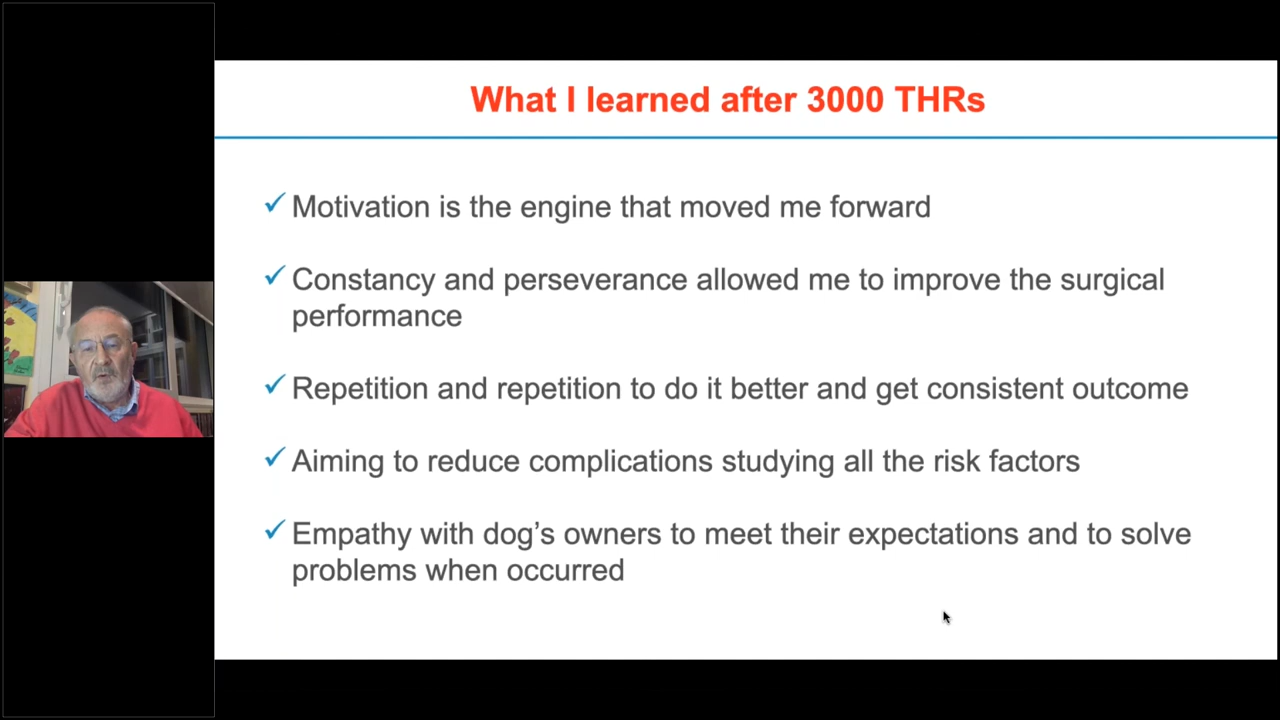 What I learned after 3000 THRs
Motivation is the engine that moved me forward
Constancy and perseverance allowed me to improve the surgical
performance
Repetition and repetition to do it better and get consistent outcome
Aiming to reduce complications studying all the risk factors
Empathy with dog’s owners to meet their expectations and to solve
problems when occurred